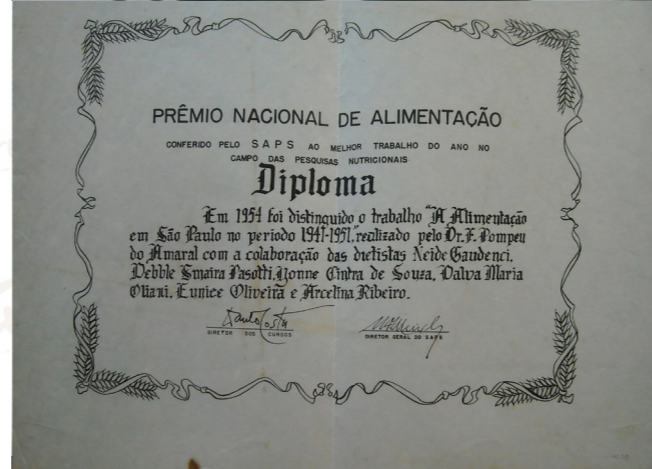 PRÊMIO NACIONAL DE ALIMENTAÇÃO
CONFERIDO PELO SAPS AO MELHOR TRABALHO DO ANO NO
CAMPO DAS PESQUISAS NUTRICIONAIS
Diploma
Em 1954 foi distinguido o trabalho "A Alimentação
em São Paulo no periodo 1947-1951," realizado pelo Dr. F. Pompeu
do Amaral com a colaboração das dietistas Neide Gaudenci,
Debble Smaira Pasotti, Yvonne Cintra de Souza, Dalva Maria
Oliani, Eunice Oliveira e Arcelina Ribeiro.
DIRETOR DOS CURSOS
DIRETOR GERAL DO SAPS